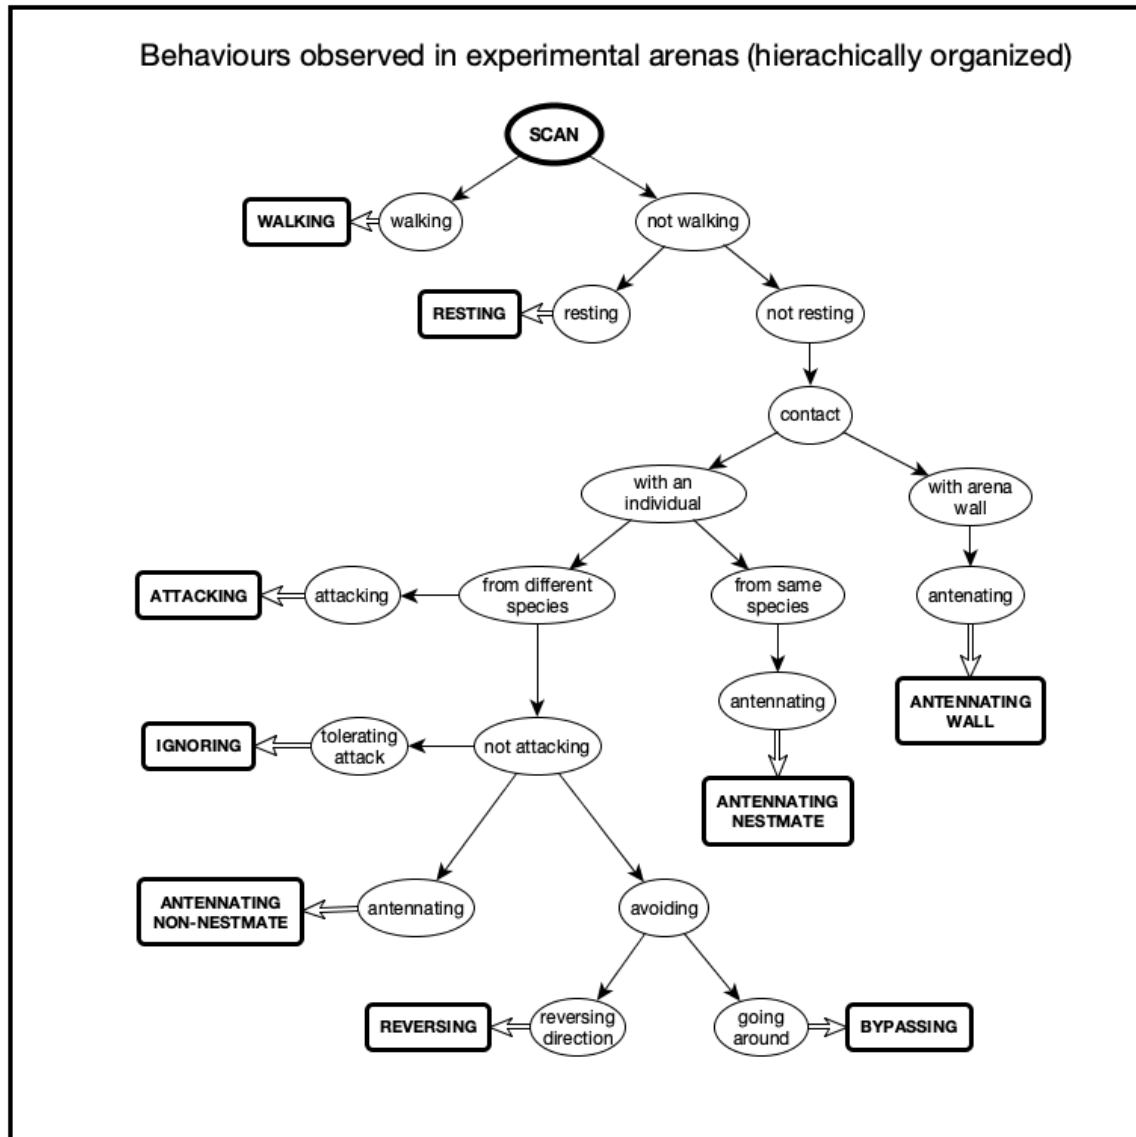 Behaviours observed in experimental arenas (hierachically organized)
SCAN
WALKING
walking
not walking
RESTING
resting
not resting
contact
with an
individual
with arena
wall
ATTACKING
attacking
from different
species
from same
species
antenating
IGNORING
tolerating
attack
not attacking
antennating
ANTENNATING
WALL
ANTENNATING
NESTMATE
ANTENNATING
NON-NESTMATE
antennating
avoiding
REVERSING
reversing
direction
going
around
BYPASSING